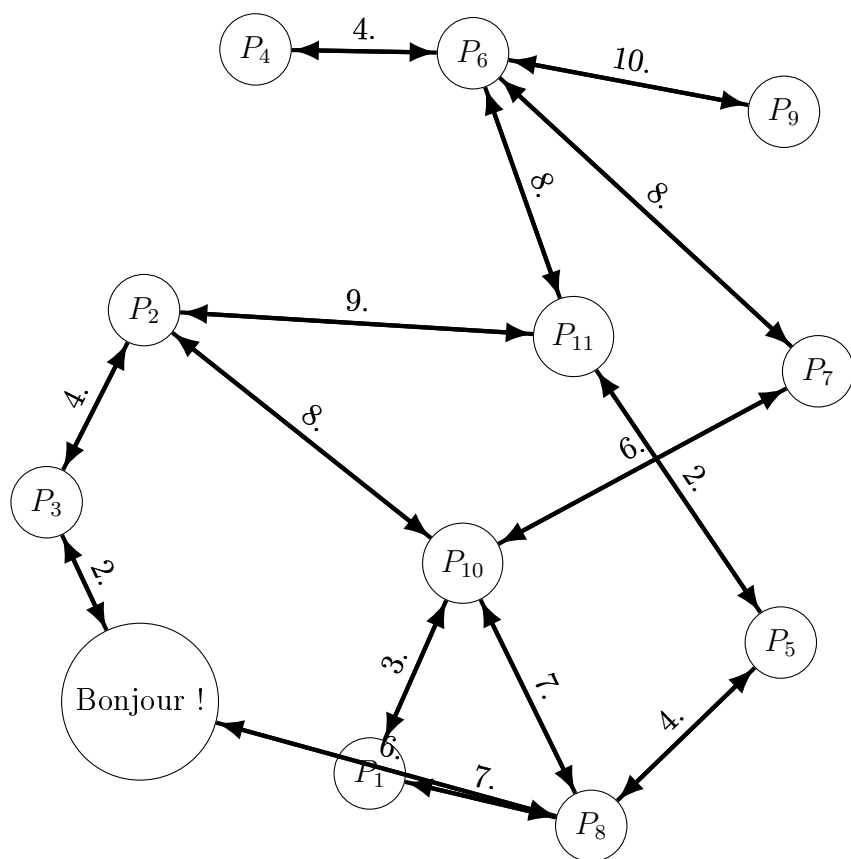 4.
P₄
P₆
10.
P₉
8.
8.
P₂
9.
P₁₁
P₇
4.
8.
6.
2.
P₃
P₁₀
2.
3.
7.
P₅
Bonjour !
4.
6.
P₁
7.
P₈